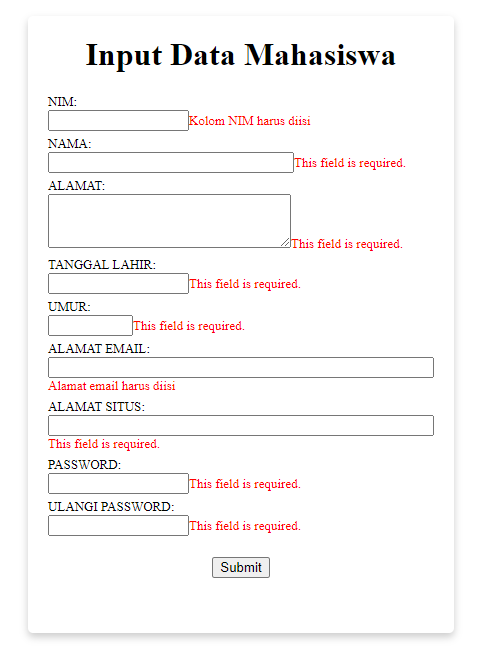 Input Data Mahasiswa
NIM:
Kolom NIM harus diisi
NAMA:
This field is required.
ALAMAT:
This field is required.
TANGGAL LAHIR:
This field is required.
UMUR:
This field is required.
ALAMAT EMAIL:
Alamat email harus diisi
ALAMAT SITUS:
This field is required.
PASSWORD:
This field is required.
ULANGI PASSWORD:
This field is required.
Submit